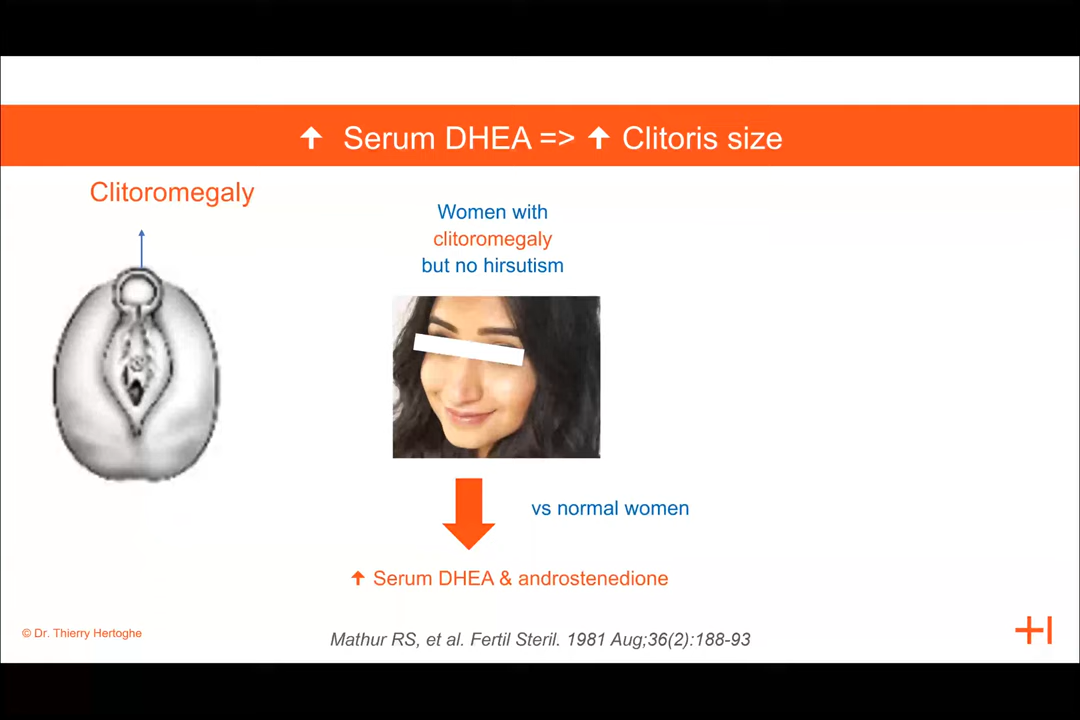 ⬆ Serum DHEA => ⬆ Clitoris size
Clitoromegaly
Women with
clitoromegaly
but no hirsutism
vs normal women
⬆ Serum DHEA & androstenedione
© Dr. Thierry Hertoghe
Mathur RS, et al. Fertil Steril. 1981 Aug;36(2):188-93